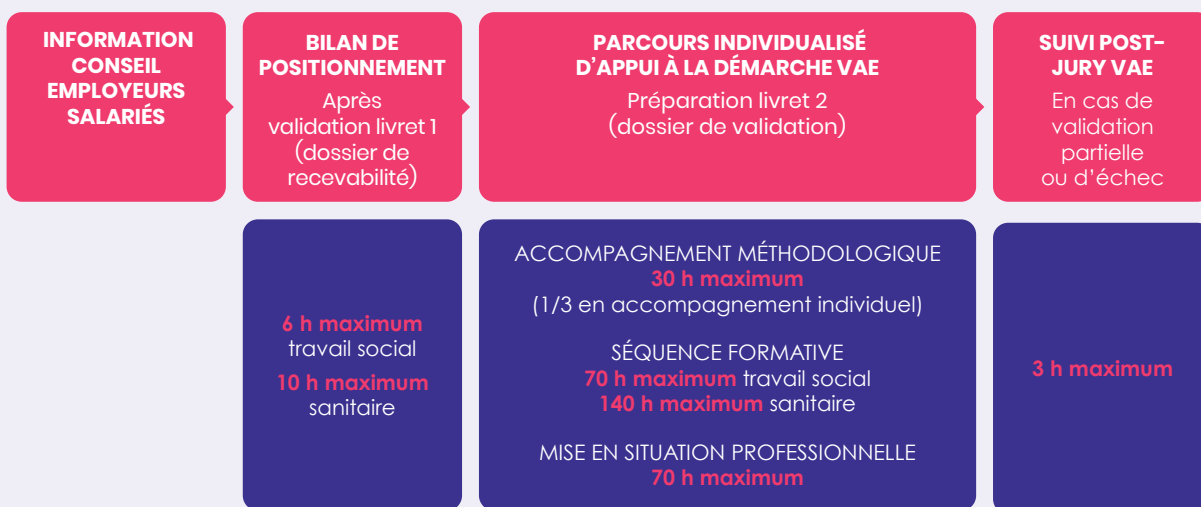 INFORMATION
CONSEIL
EMPLOYEURS
SALARIÉS
BILAN DE
POSITIONNEMENT
Après
validation livret 1
(dossier de
recevabilité)
PARCOURS INDIVIDUALISÉ
D'APPUI À LA DÉMARCHE VAE
Préparation livret 2
(dossier de validation)
SUIVI POST-
JURY VAE
En cas de
validation
partielle
ou d'échec
6 h maximum
travail social
10 h maximum
sanitaire
ACCOMPAGNEMENT MÉTHODOLOGIQUE
30 h maximum
(1/3 en accompagnement individuel)
SÉQUENCE FORMATIVE
70 h maximum travail social
140 h maximum sanitaire
MISE EN SITUATION PROFESSIONNELLE
70 h maximum
3 h maximum